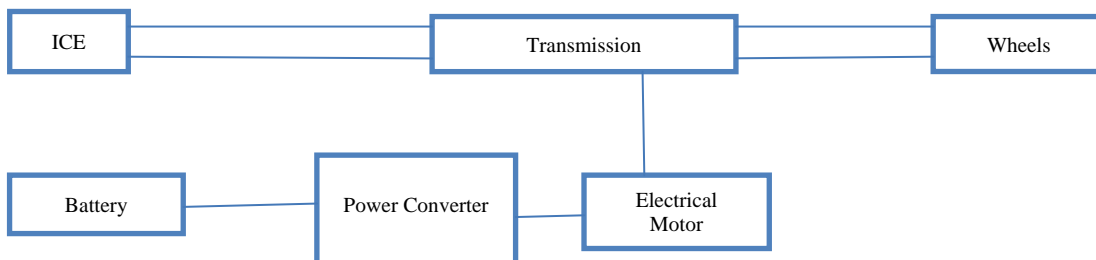 ICE
Transmission
Wheels
Battery
Power Converter
Electrical
Motor